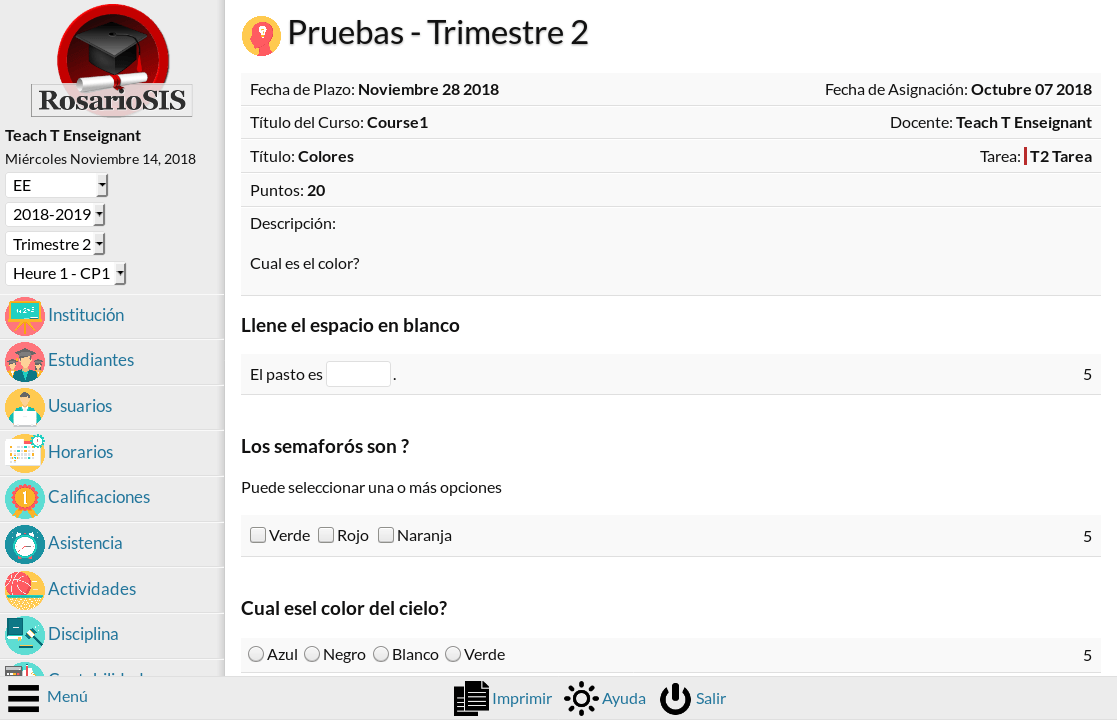 RosarioSIS
Teach T Enseignant
Miércoles Noviembre 14, 2018
EE
2018-2019
Trimestre 2
Heure 1 - CP1
Institución
Estudiantes
Usuarios
Horarios
Calificaciones
Asistencia
Actividades
Disciplina
Menú
Pruebas - Trimestre 2
Fecha de Plazo: Noviembre 28 2018 Fecha de Asignación: Octubre 07 2018
Título del Curso: Course1 Docente: Teach T Enseignant
Título: Colores Tarea: T2 Tarea
Puntos: 20
Descripción:
Cual es el color?
Llene el espacio en blanco
El pasto es . 5
Los semaforós son ?
Puede seleccionar una o más opciones
Verde Rojo Naranja 5
Cual esel color del cielo?
Azul Negro Blanco Verde 5
Imprimir Ayuda Salir